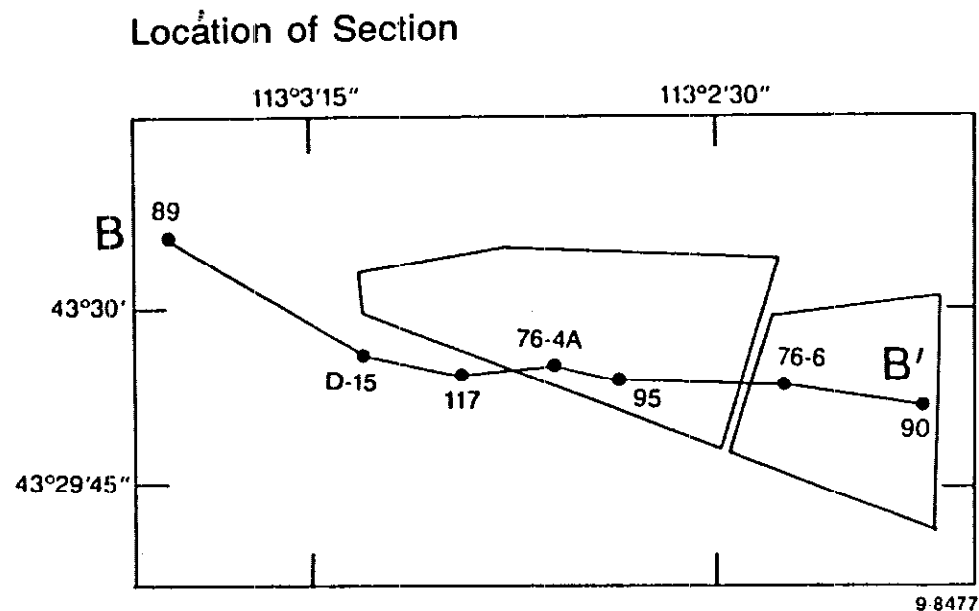 Location of Section
113°3'15" 113°2'30"
89
B
43°30'
76-4A
76-6
B'
D-15
117
95
90
43°29'45"
9-8477